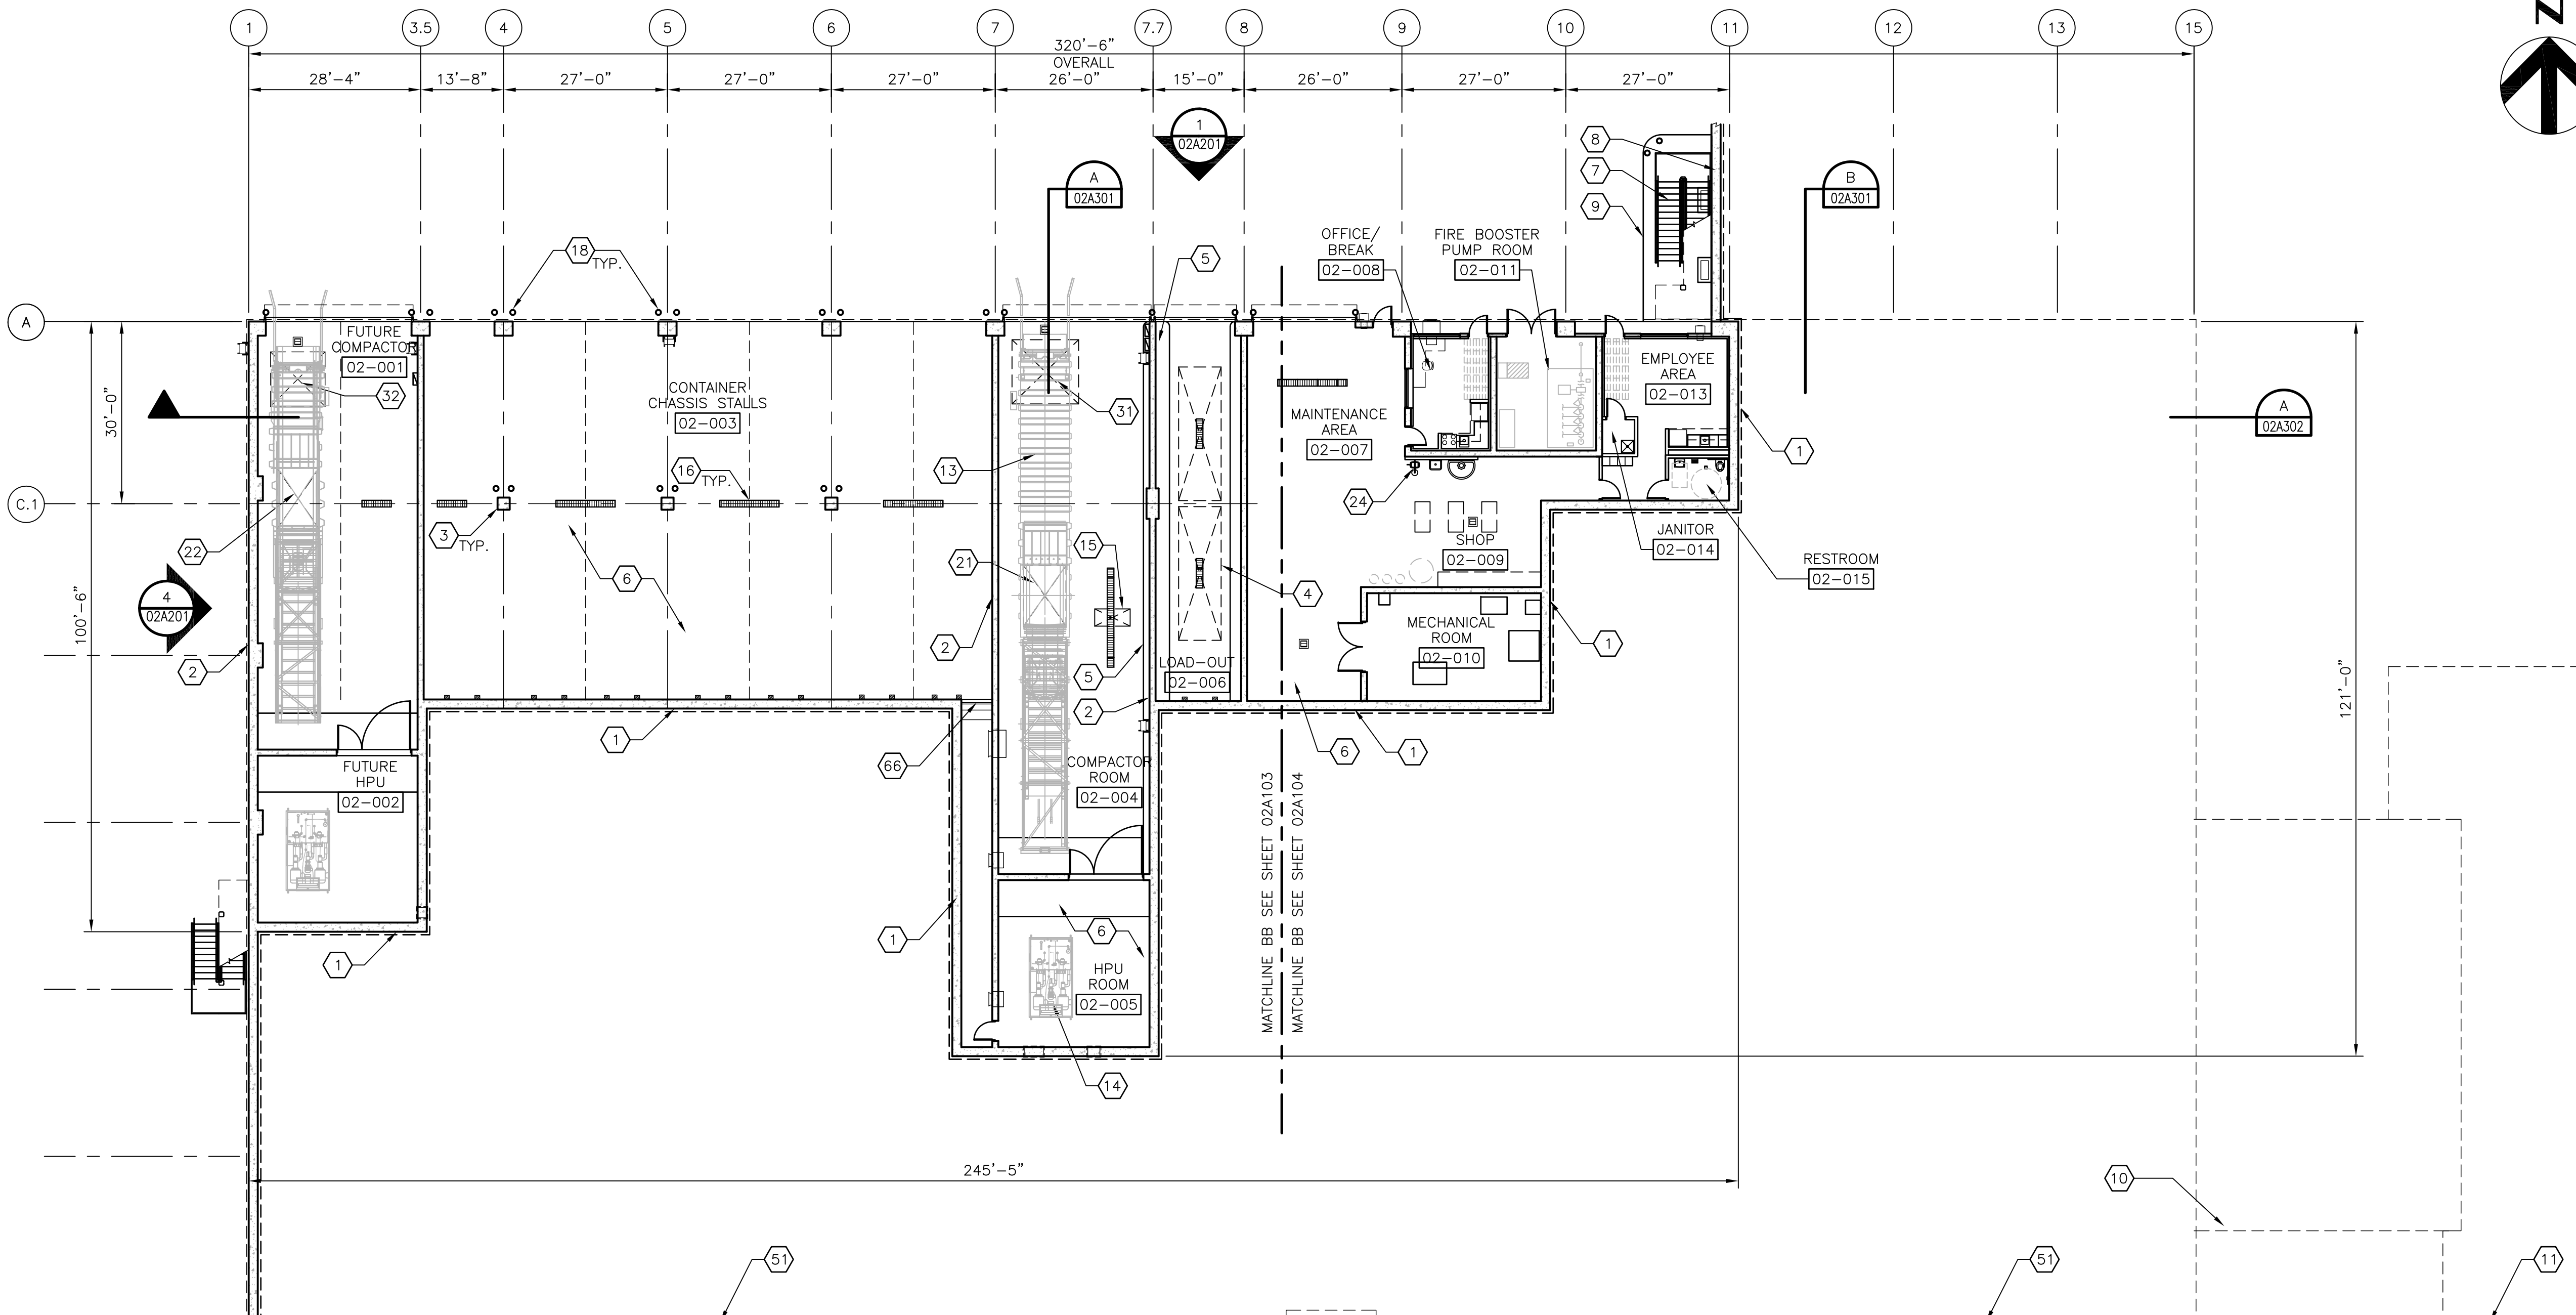 1 3.5 4 5 6 7 7.7 8 9 10 11 12 13 15
N
320'-6"
OVERALL
28'-4" 13'-8" 27'-0" 27'-0" 27'-0" 26'-0" 15'-0" 26'-0" 27'-0" 27'-0"
1
02A201
8
A
02A301
7
B
02A301
9
18
TYP.
5
OFFICE/
BREAK
02-008
FIRE BOOSTER
PUMP ROOM
02-011
A
FUTURE
COMPACTOR
02-001
32
CONTAINER
CHASSIS STALLS
02-003
31
MAINTENANCE
AREA
02-007
EMPLOYEE
AREA
02-013
A
02A302
30'-0"
16
TYP.
13
1
C.1
24
3
TYP.
22
21
15
SHOP
02-009
JANITOR
02-014
RESTROOM
02-015
6
4
4
02A201
100'-6"
2
2
5
LOAD-OUT
02-006
MECHANICAL
ROOM
02-010
1
121'-0"
2
1
66
6
1
FUTURE
HPU
02-002
COMPACTOR
ROOM
02-004
MATCHLINE BB SEE SHEET 02A103
MATCHLINE BB SEE SHEET 02A104
1
1
6
HPU
ROOM
02-005
14
245'-5"
10
51
51
11